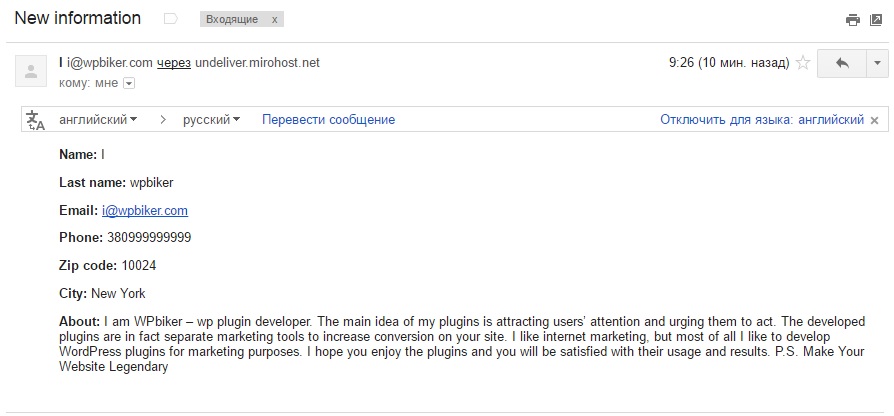 New information
Входящие x
I i@wpbiker.com через undeliver.mirohost.net
9:26 (10 мин. назад)
кому: мне
английский
русский
Перевести сообщение
Отключить для языка: английский ×
Name: I
Last name: wpbiker
Email: i@wpbiker.com
Phone: 380999999999
Zip code: 10024
City: New York
About: I am WPbiker – wp plugin developer. The main idea of my plugins is attracting users’ attention and urging them to act. The developed
plugins are in fact separate marketing tools to increase conversion on your site. I like internet marketing, but most of all I like to develop
WordPress plugins for marketing purposes. I hope you enjoy the plugins and you will be satisfied with their usage and results. P.S. Make Your
Website Legendary